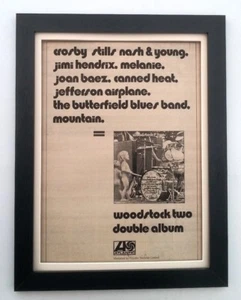 crosby stills nash & young.
jimi hendrix. melanie.
joan baez. canned heat.
jefferson airplane.
the butterfield blues band.
mountain.
woodstock two
double album